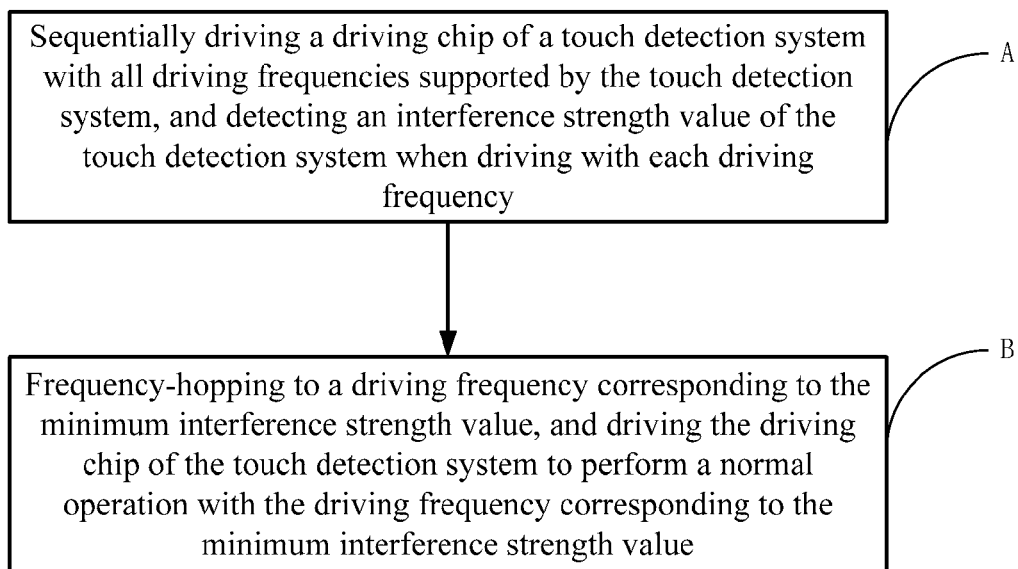 Sequentially driving a driving chip of a touch detection system
with all driving frequencies supported by the touch detection
system, and detecting an interference strength value of the
touch detection system when driving with each driving
frequency
A
Frequency-hopping to a driving frequency corresponding to the
minimum interference strength value, and driving the driving
chip of the touch detection system to perform a normal
operation with the driving frequency corresponding to the
minimum interference strength value
B